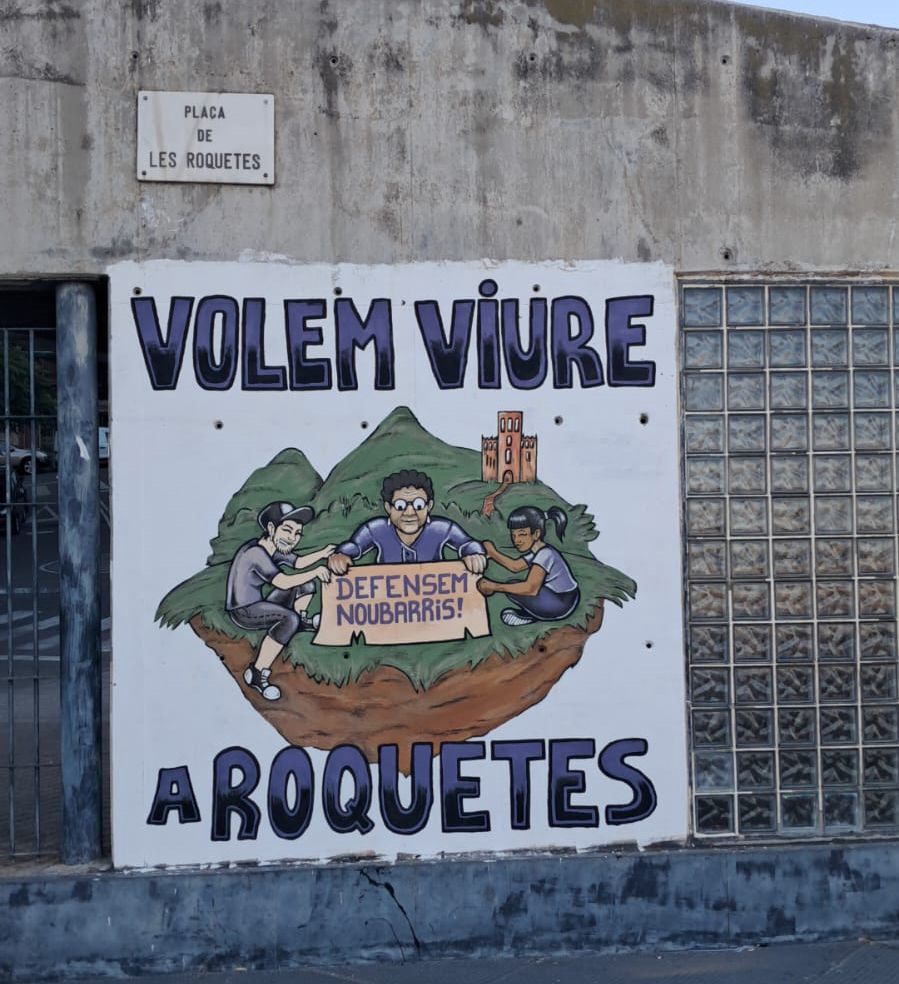 PLAÇA
DE
LES ROQUETES
VOLEM ViURE
DEFENSEM
NOUBARRiS!
A ROQUETES